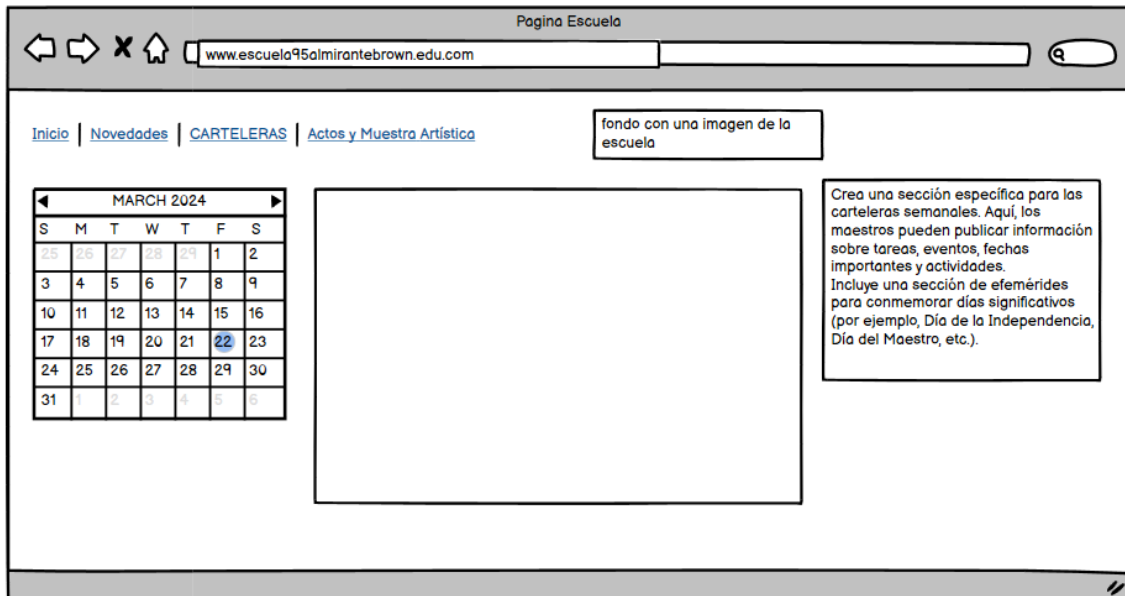 Pagina Escuela
www.escuela95almirantebrown.edu.com
Inicio | Novedades | CARTELERAS | Actos y Muestra Artística
fondo con una imagen de la
escuela
MARCH 2024
S M T W T F S
25 26 27 28 29 1 2
3 4 5 6 7 8 9
10 11 12 13 14 15 16
17 18 19 20 21 22 23
24 25 26 27 28 29 30
31 1 2 3 4 5 6
Crea una sección específica para las
carteleras semanales. Aquí, los
maestros pueden publicar información
sobre tareas, eventos, fechas
importantes y actividades.
Incluye una sección de efemérides
para conmemorar días significativos
(por ejemplo, Día de la Independencia,
Día del Maestro, etc.).